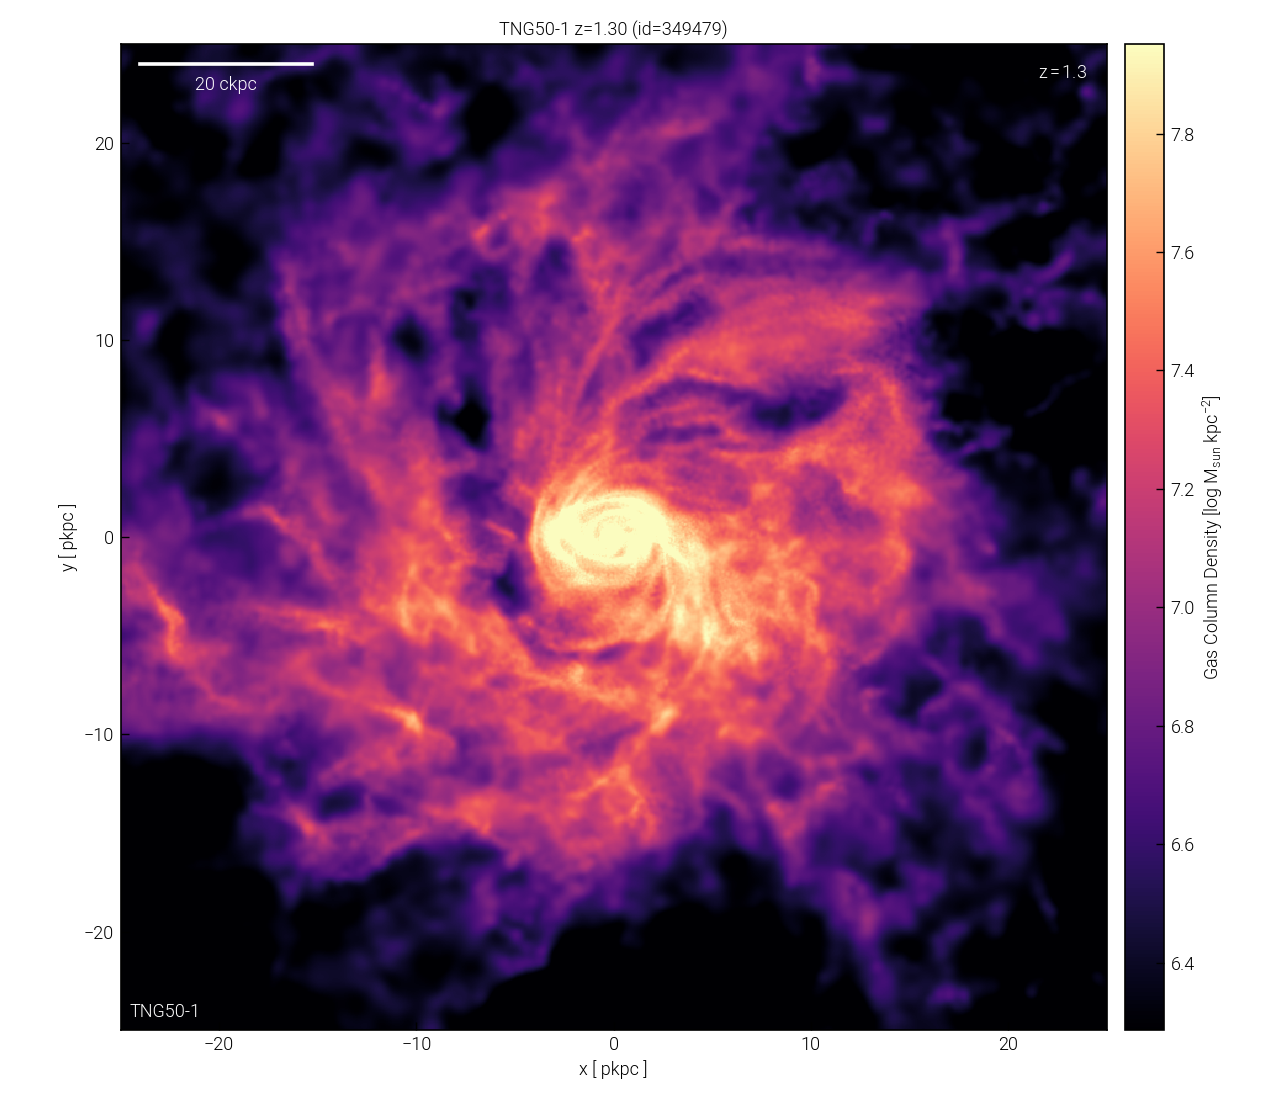 TNG50-1 z=1.30 (id=349479)
20 ckpc
z = 1.3
TNG50-1
20
10
0
−10
−20
y [ pkpc ]
−20
−10
0
10
20
x [ pkpc ]
7.8
7.6
7.4
7.2
7.0
6.8
6.6
6.4
Gas Column Density [log M_sun kpc^−2]